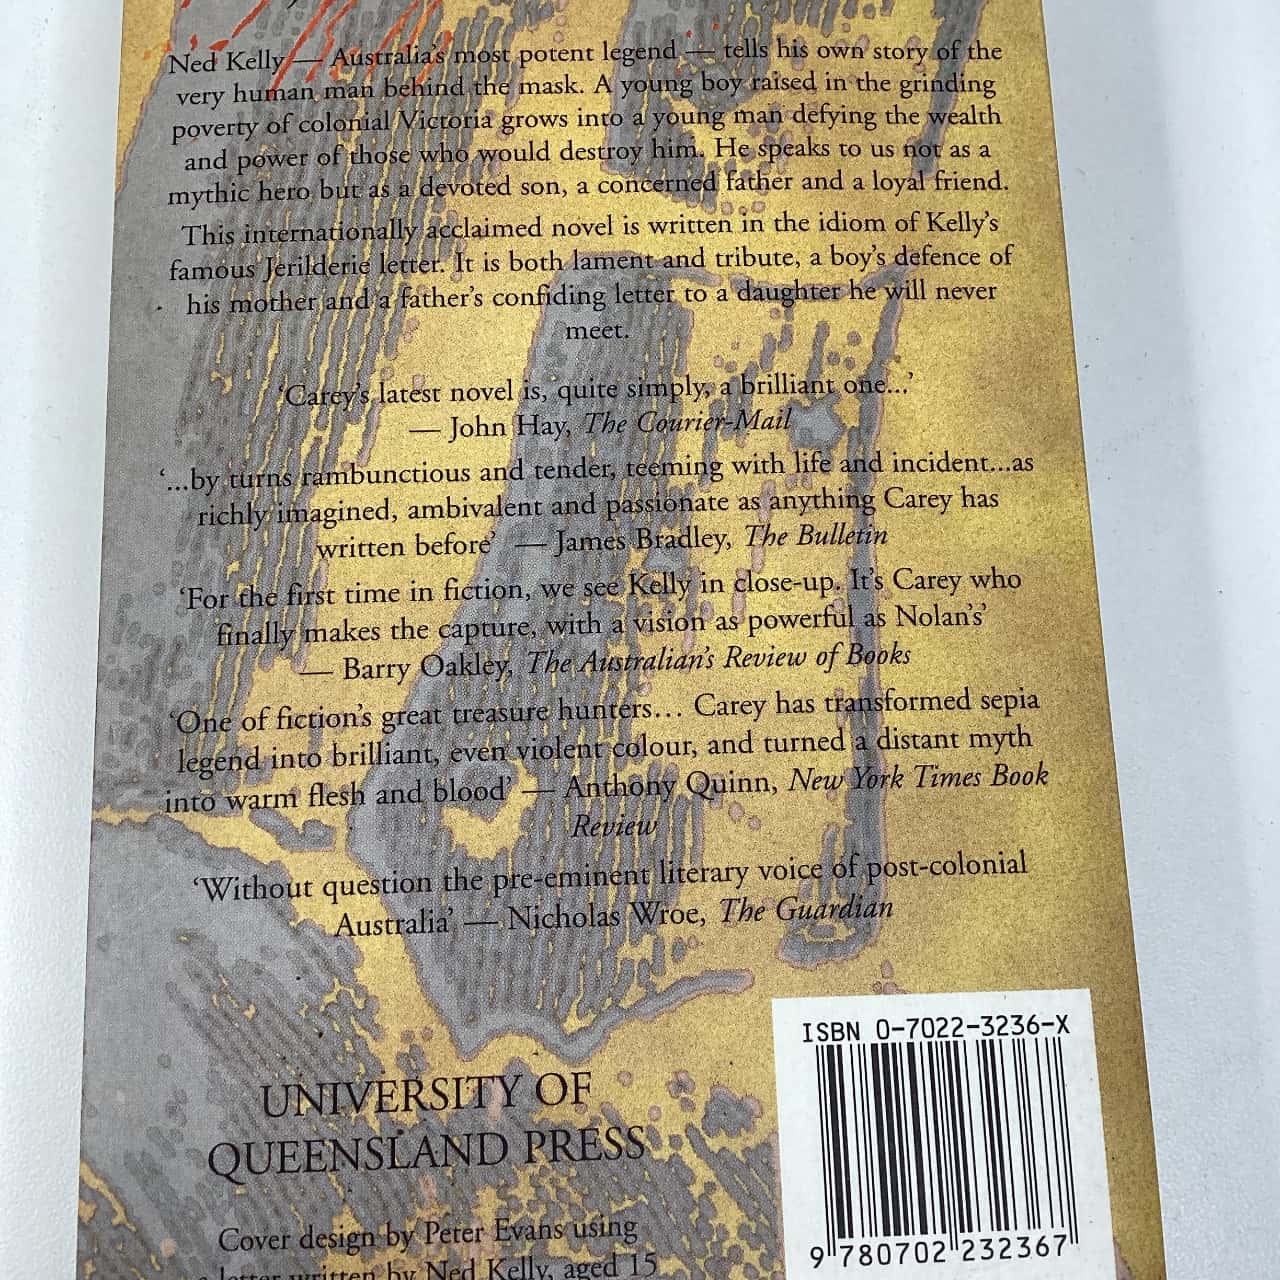 Ned Kelly — Australia's most potent legend — tells his own story of the
very human man behind the mask. A young boy raised in the grinding
poverty of colonial Victoria grows into a young man defying the wealth
and power of those who would destroy him. He speaks to us not as a
mythic hero but as a devoted son, a concerned father and a loyal friend.
This internationally acclaimed novel is written in the idiom of Kelly's
famous Jerilderie letter. It is both lament and tribute, a boy's defence of
his mother and a father's confiding letter to a daughter he will never
meet.
'Carey's latest novel is, quite simply, a brilliant one...'
— John Hay, The Courier-Mail
'...by turns rambunctious and tender, teeming with life and incident...as
richly imagined, ambivalent and passionate as anything Carey has
written before' — James Bradley, The Bulletin
'For the first time in fiction, we see Kelly in close-up. It's Carey who
finally makes the capture, with a vision as powerful as Nolan's'
— Barry Oakley, The Australian's Review of Books
'One of fiction's great treasure hunters... Carey has transformed sepia
legend into brilliant, even violent colour, and turned a distant myth
into warm flesh and blood' — Anthony Quinn, New York Times Book
Review
'Without question the pre-eminent literary voice of post-colonial
Australia' — Nicholas Wroe, The Guardian
ISBN 0-7022-3236-X
9 780702 232367
UNIVERSITY OF
QUEENSLAND PRESS
Cover design by Peter Evans using
letter written by Ned Kelly, aged 15